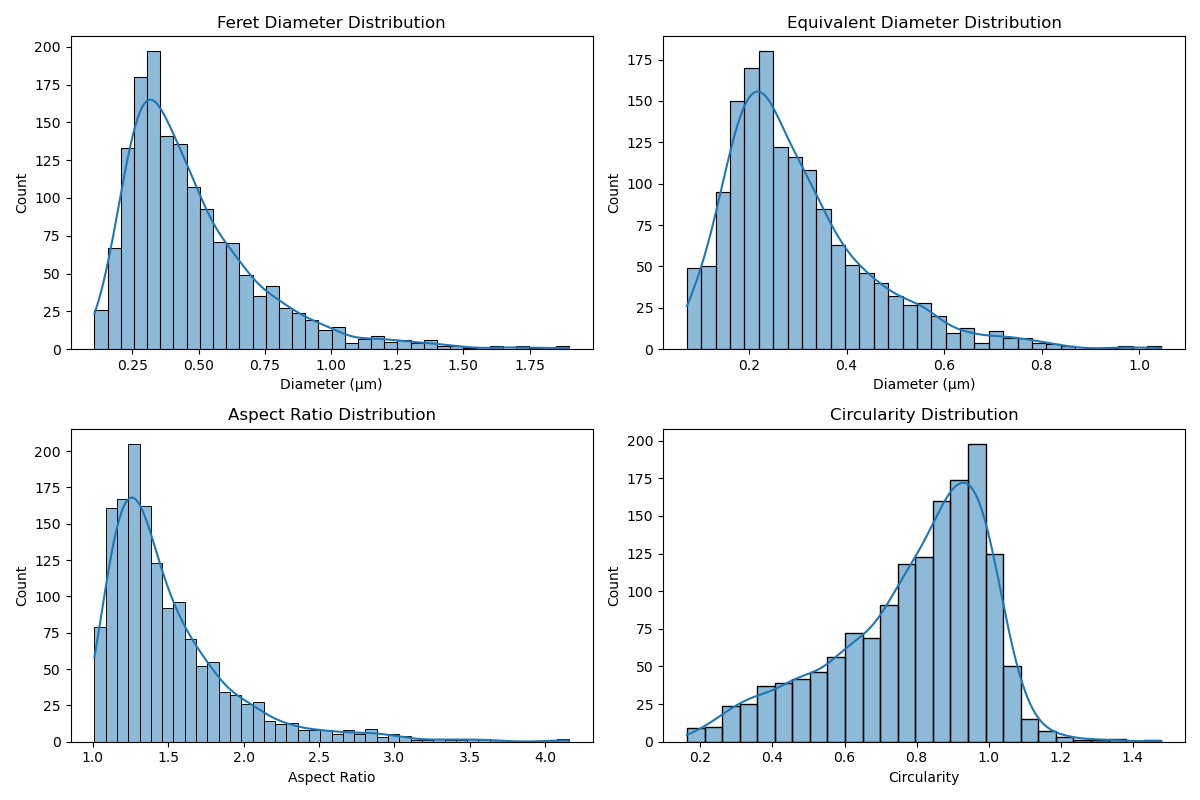 Feret Diameter Distribution
200
175
150
125
100
75
50
25
0
Count
0.25 0.50 0.75 1.00 1.25 1.50 1.75
Diameter (μm)
Equivalent Diameter Distribution
175
150
125
100
75
50
25
0
Count
0.2 0.4 0.6 0.8 1.0
Diameter (μm)
Aspect Ratio Distribution
200
175
150
125
100
75
50
25
0
Count
1.0 1.5 2.0 2.5 3.0 3.5 4.0
Aspect Ratio
Circularity Distribution
200
175
150
125
100
75
50
25
0
Count
0.2 0.4 0.6 0.8 1.0 1.2 1.4
Circularity